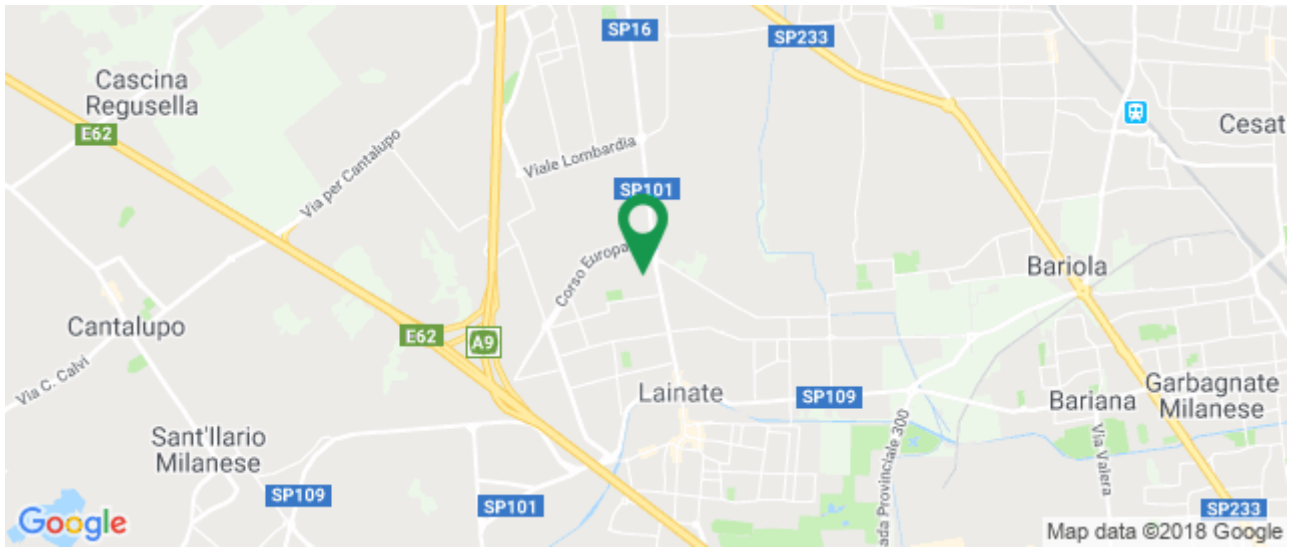 SP16
SP233
Cascina
Regusella
E62
Cesat
Via per Cantalupo
Viale Lombardia
SP101
Corso Europa
Bariola
Cantalupo
E62
A9
Via C. Calvi
Lainate
SP109
Garbagnate
Milanese
Bariana
Sant'Ilario
Milanese
ada Provinciale 300
Via Valera
SP109
SP101
SP233
Google
Map data ©2018 Google